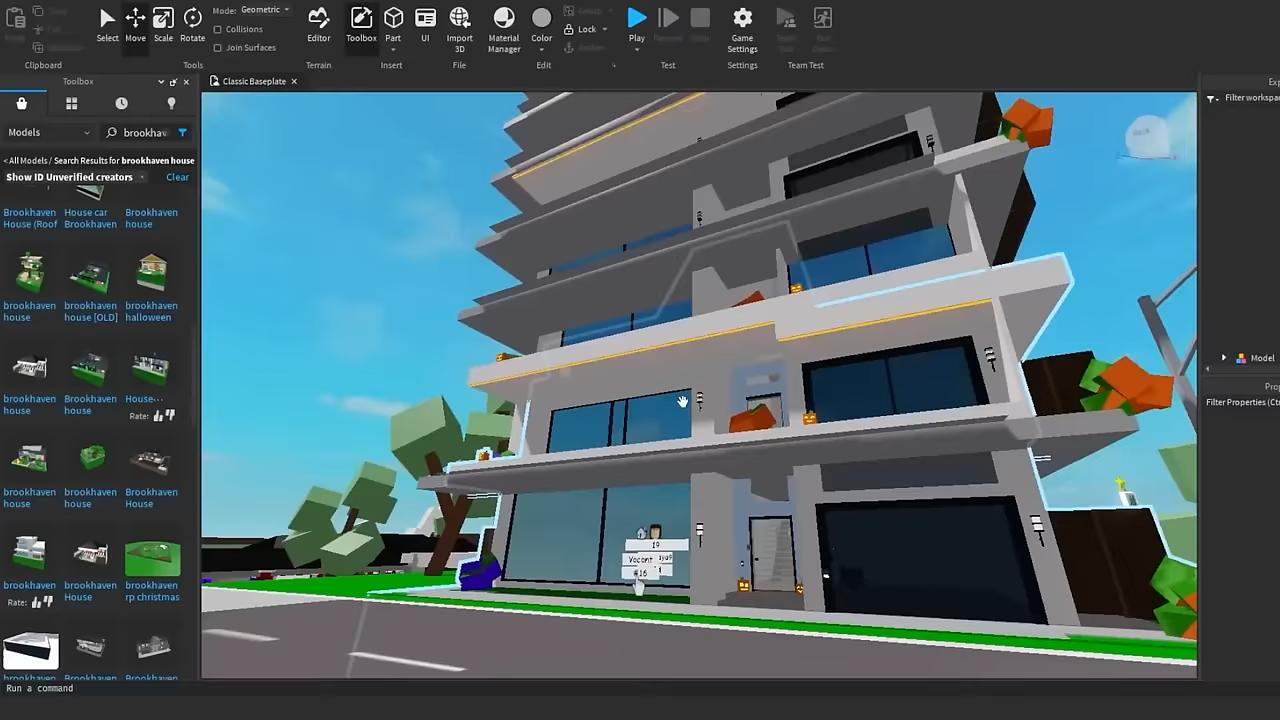 Mode: Geometric
Collisions
Join Surfaces
Select Move Scale Rotate Editor Toolbox Part UI Import 3D Material Manager Color Lock Play Game Settings
Clipboard Tools Terrain Insert File Edit Test Settings Team Test
Toolbox
Classic Baseplate
Models
brookhav
Filter workspa
< All Models / Search Results for brookhaven house
Show ID Unverified creators
Clear
Brookhaven House (Roof
House car Brookhaven
Brookhaven house
brookhaven house
brookhaven house [OLD]
brookhaven halloween
brookhaven house
Brookhaven house
House...
Rate:
Model
Filter Properties (Ct
brookhaven house
brookhaven house
Brookhaven House
brookhaven house
Rate:
brookhaven House
brookhaven rp christmas
19
Vacant
#16
Run a command